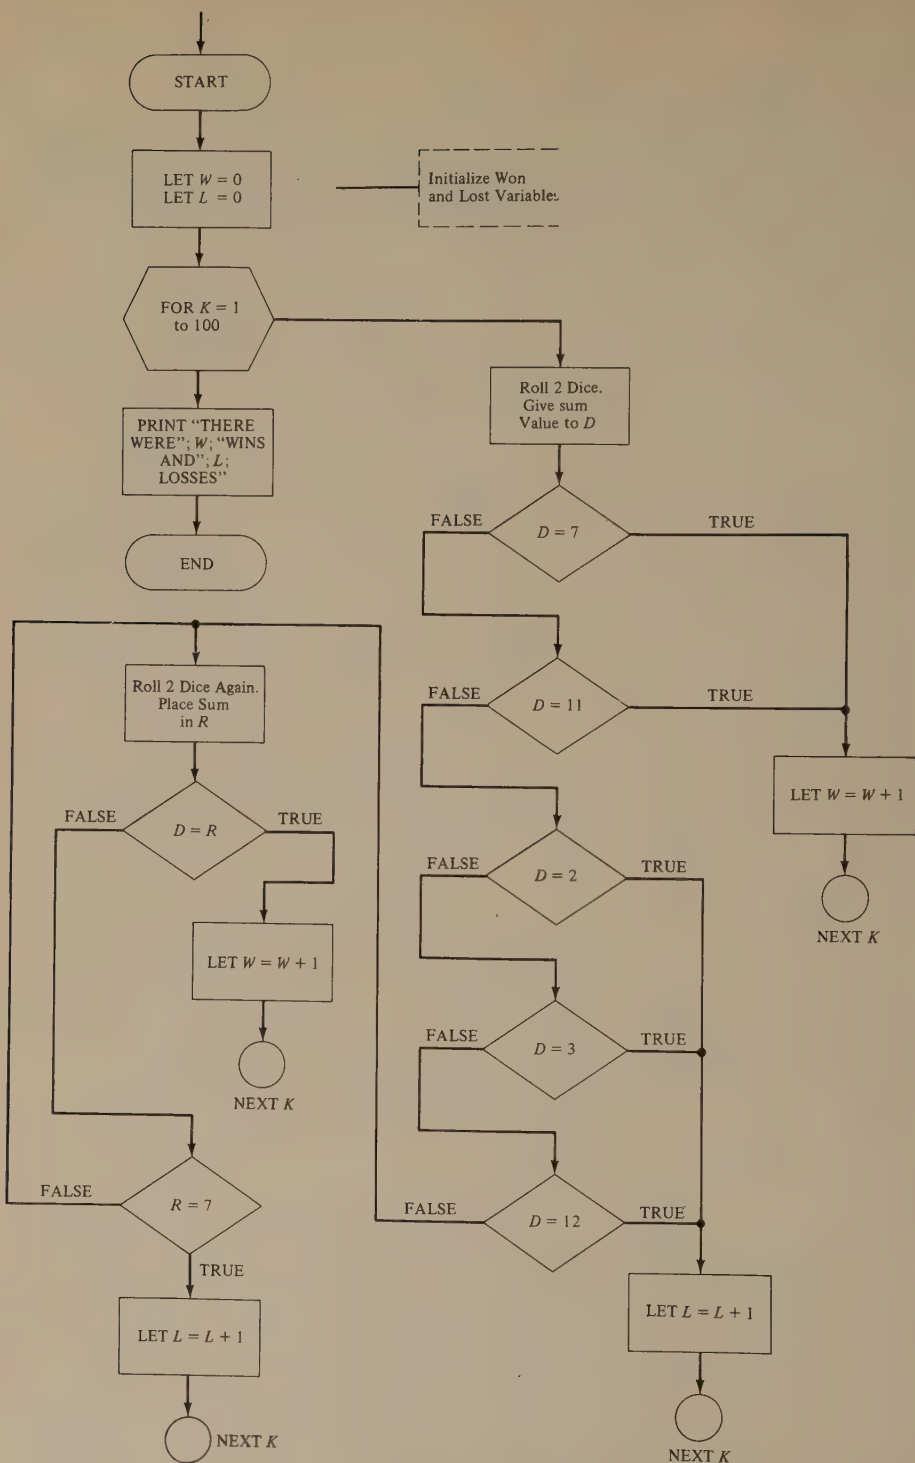 START
LET W = 0
LET L = 0
Initialize Won
and Lost Variables
FOR K = 1
to 100
PRINT “THERE
WERE”; W; “WINS
AND”; L;
LOSSES”
END
Roll 2 Dice.
Give sum
Value to D
FALSE
D = 7
TRUE
FALSE
D = 11
TRUE
LET W = W + 1
NEXT K
FALSE
D = 2
TRUE
FALSE
D = 3
TRUE
FALSE
D = 12
TRUE
LET L = L + 1
NEXT K
Roll 2 Dice Again.
Place Sum
in R
FALSE
D = R
TRUE
LET W = W + 1
NEXT K
FALSE
R = 7
TRUE
LET L = L + 1
NEXT K